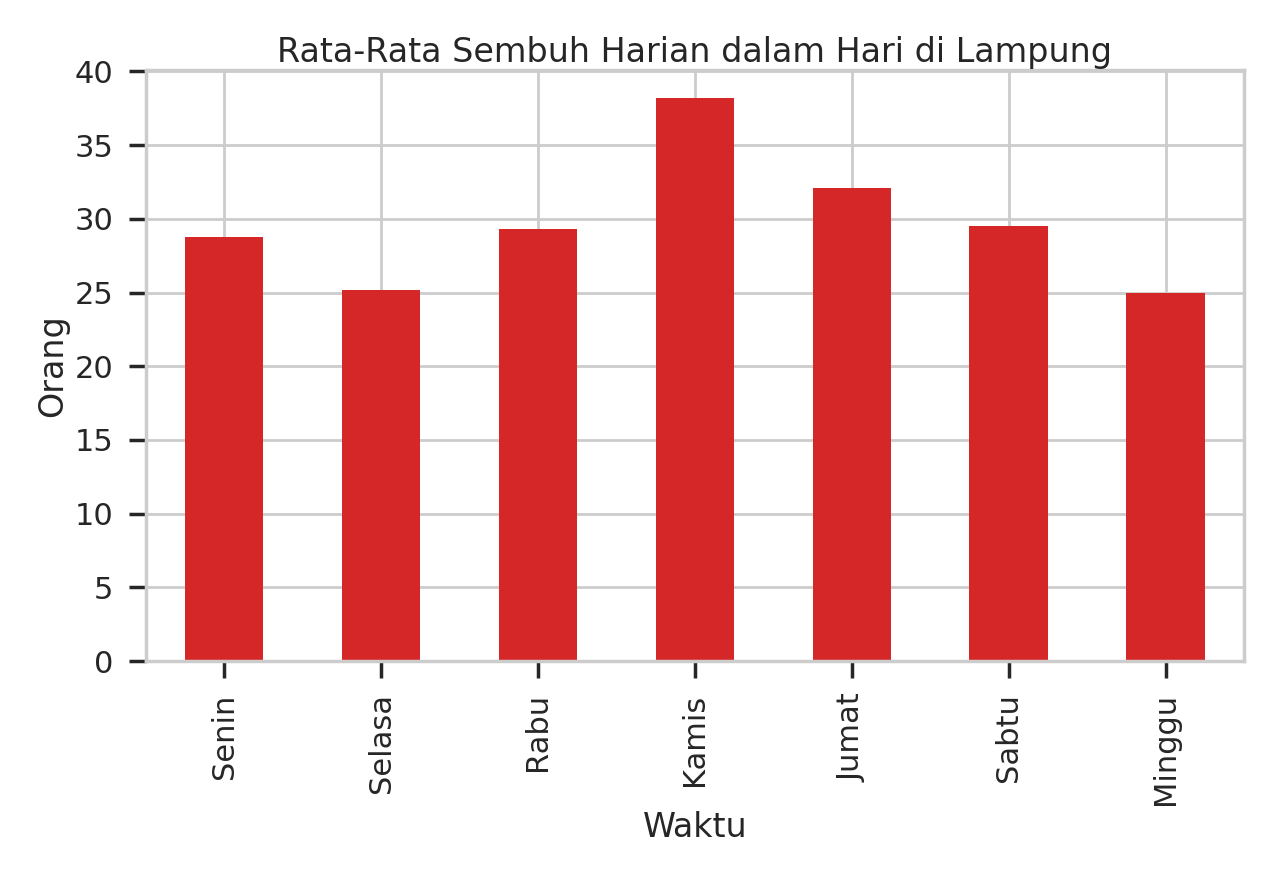 Rata-Rata Sembuh Harian dalam Hari di Lampung
40
35
30
25
20
15
10
5
0
Orang
Senin
Selasa
Rabu
Kamis
Jumat
Sabtu
Minggu
Waktu